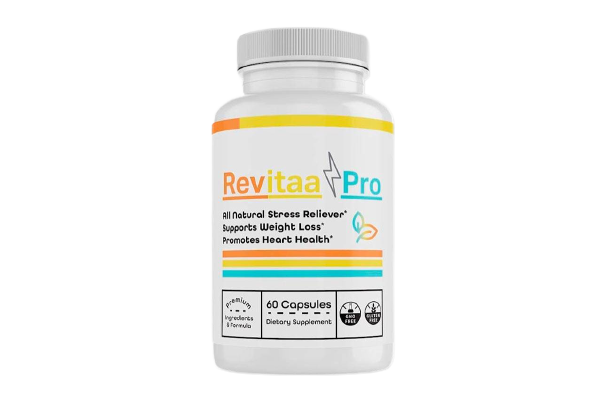 Revitaa Pro
All Natural Stress Reliever*
Supports Weight Loss*
Promotes Heart Health*
Premium
Ingredients
& Formula
60 Capsules
Dietary Supplement
GMO
FREE
GLUTEN
FREE